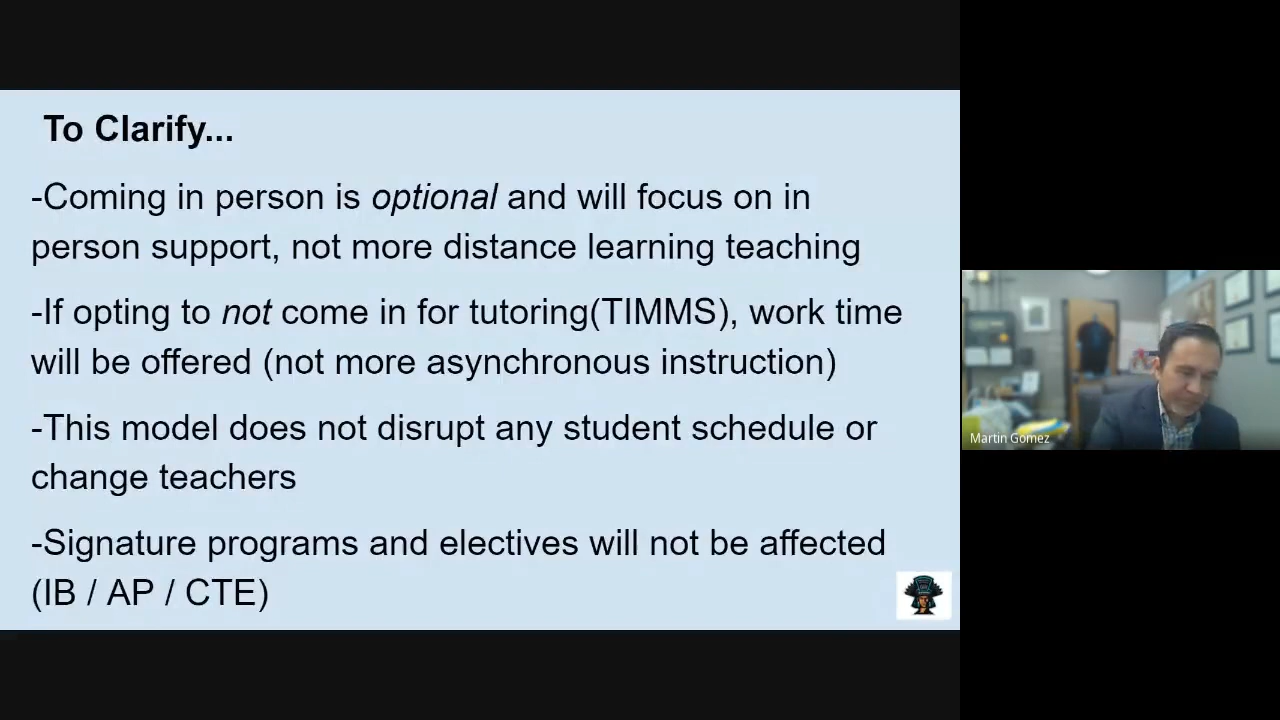 To Clarify...
-Coming in person is optional and will focus on in
person support, not more distance learning teaching
-If opting to not come in for tutoring(TIMMS), work time
will be offered (not more asynchronous instruction)
-This model does not disrupt any student schedule or
change teachers
-Signature programs and electives will not be affected
(IB / AP / CTE)
Martin Gomez